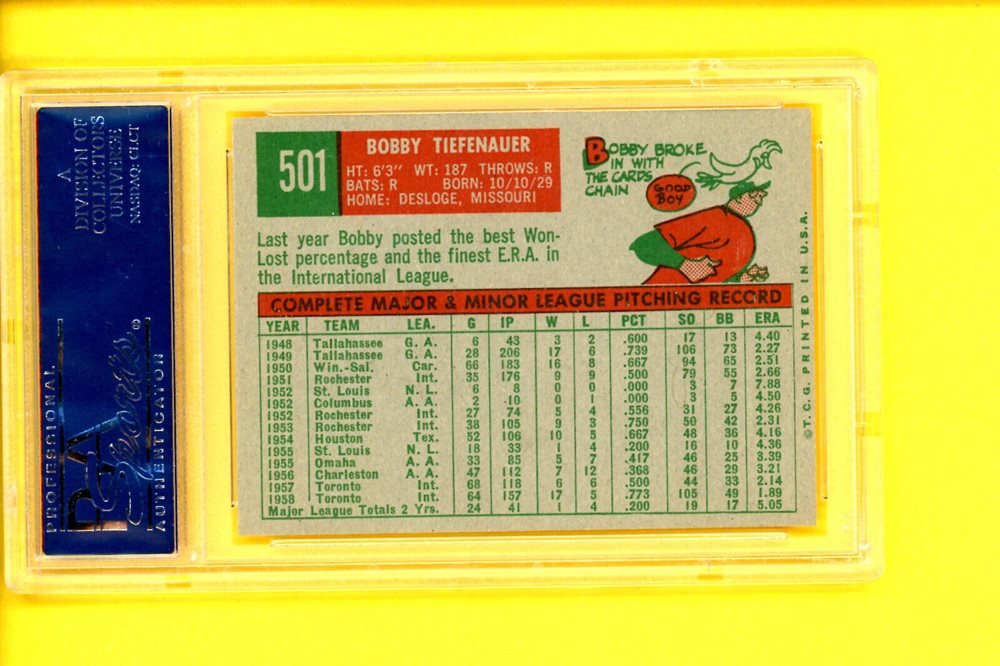 A
DIVISION OF
COLLECTORS
UNIVERSE
NASDAQ: CLCT
PROFESSIONAL
PSA
Sports®
AUTHENTICATOR
501
BOBBY TIEFENAUER
HT: 6'3" WT: 187 THROWS: R
BATS: R BORN: 10/10/29
HOME: DESLOGE, MISSOURI
Last year Bobby posted the best Won-
Lost percentage and the finest E.R.A. in
the International League.
BOBBY BROKE
IN WITH
THE CARDS
CHAIN
GOOD
BOY
COMPLETE MAJOR & MINOR LEAGUE PITCHING RECORD
YEAR TEAM LEA. G IP W L PCT SO BB ERA
1948 Tallahassee G. A. 6 43 3 2 .600 17 13 4.40
1949 Tallahassee G. A. 28 206 17 6 .739 106 73 2.27
1950 Win.-Sal. Car. 66 183 16 8 .667 94 65 2.51
1951 Rochester Int. 35 176 9 9 .500 79 55 2.66
1952 St. Louis N. L. 6 8 0 0 .000 3 7 7.88
1952 Columbus A. A. 2 10 0 1 .000 3 5 4.50
1952 Rochester Int. 27 74 5 4 .556 31 27 4.26
1953 Rochester Int. 38 105 9 3 .750 50 42 2.31
1954 Houston Tex. 52 106 10 5 .667 48 36 4.16
1955 St. Louis N. L. 18 33 1 4 .200 16 10 4.36
1955 Omaha A. A. 33 85 5 7 .417 46 25 3.39
1956 Charleston A. A. 47 112 7 12 .368 46 29 3.21
1957 Toronto Int. 68 118 6 6 .500 44 33 2.14
1958 Toronto Int. 64 157 17 5 .773 105 49 1.89
Major League Totals 2 Yrs. 24 41 1 4 .200 19 17 5.05
©T.C.G. PRINTED IN U.S.A.